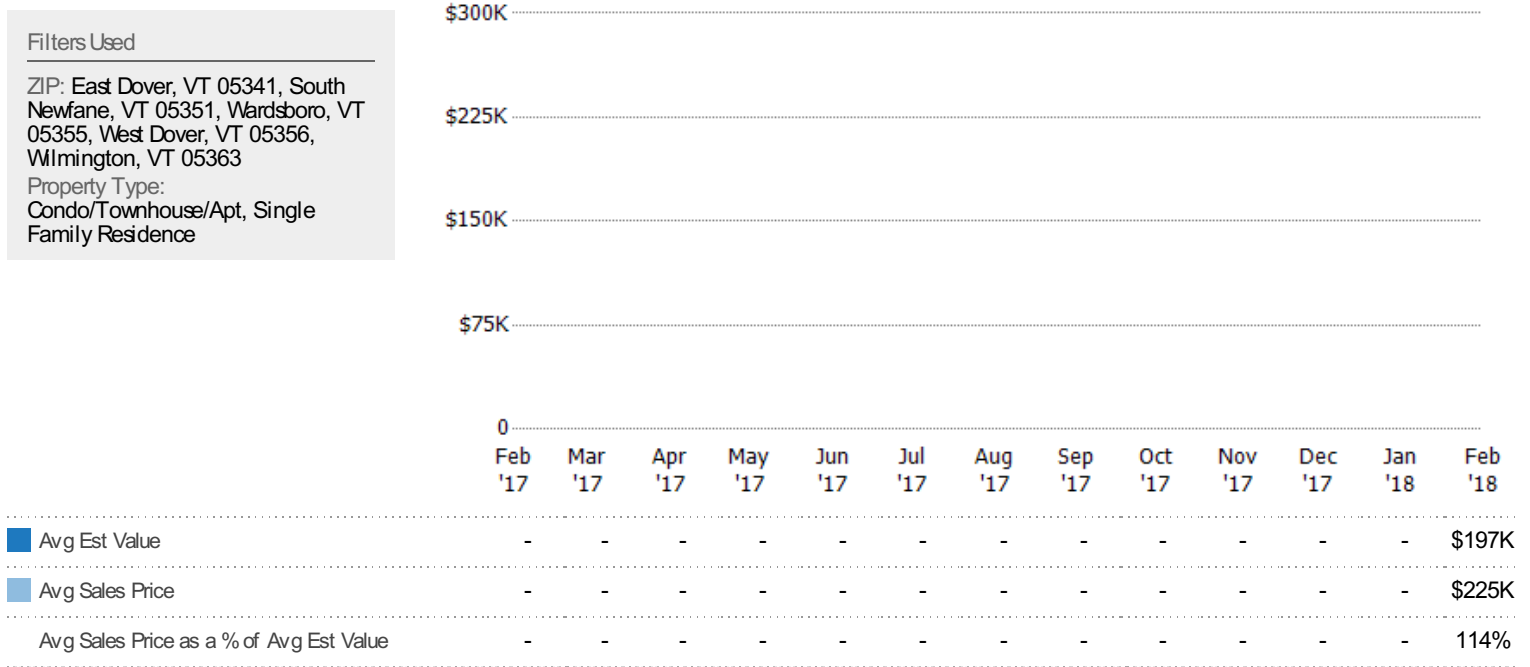 Filters Used
ZIP: East Dover, VT 05341, South
Newfane, VT 05351, Wardsboro, VT
05355, West Dover, VT 05356,
Wilmington, VT 05363
Property Type:
Condo/Townhouse/Apt, Single
Family Residence
$300K
$225K
$150K
$75K
0
Feb Mar Apr May Jun Jul Aug Sep Oct Nov Dec Jan Feb
'17 '17 '17 '17 '17 '17 '17 '17 '17 '17 '17 '18 '18
Avg Est Value - - - - - - - - - - - - $197K
Avg Sales Price - - - - - - - - - - - - $225K
Avg Sales Price as a % of Avg Est Value - - - - - - - - - - - - 114%